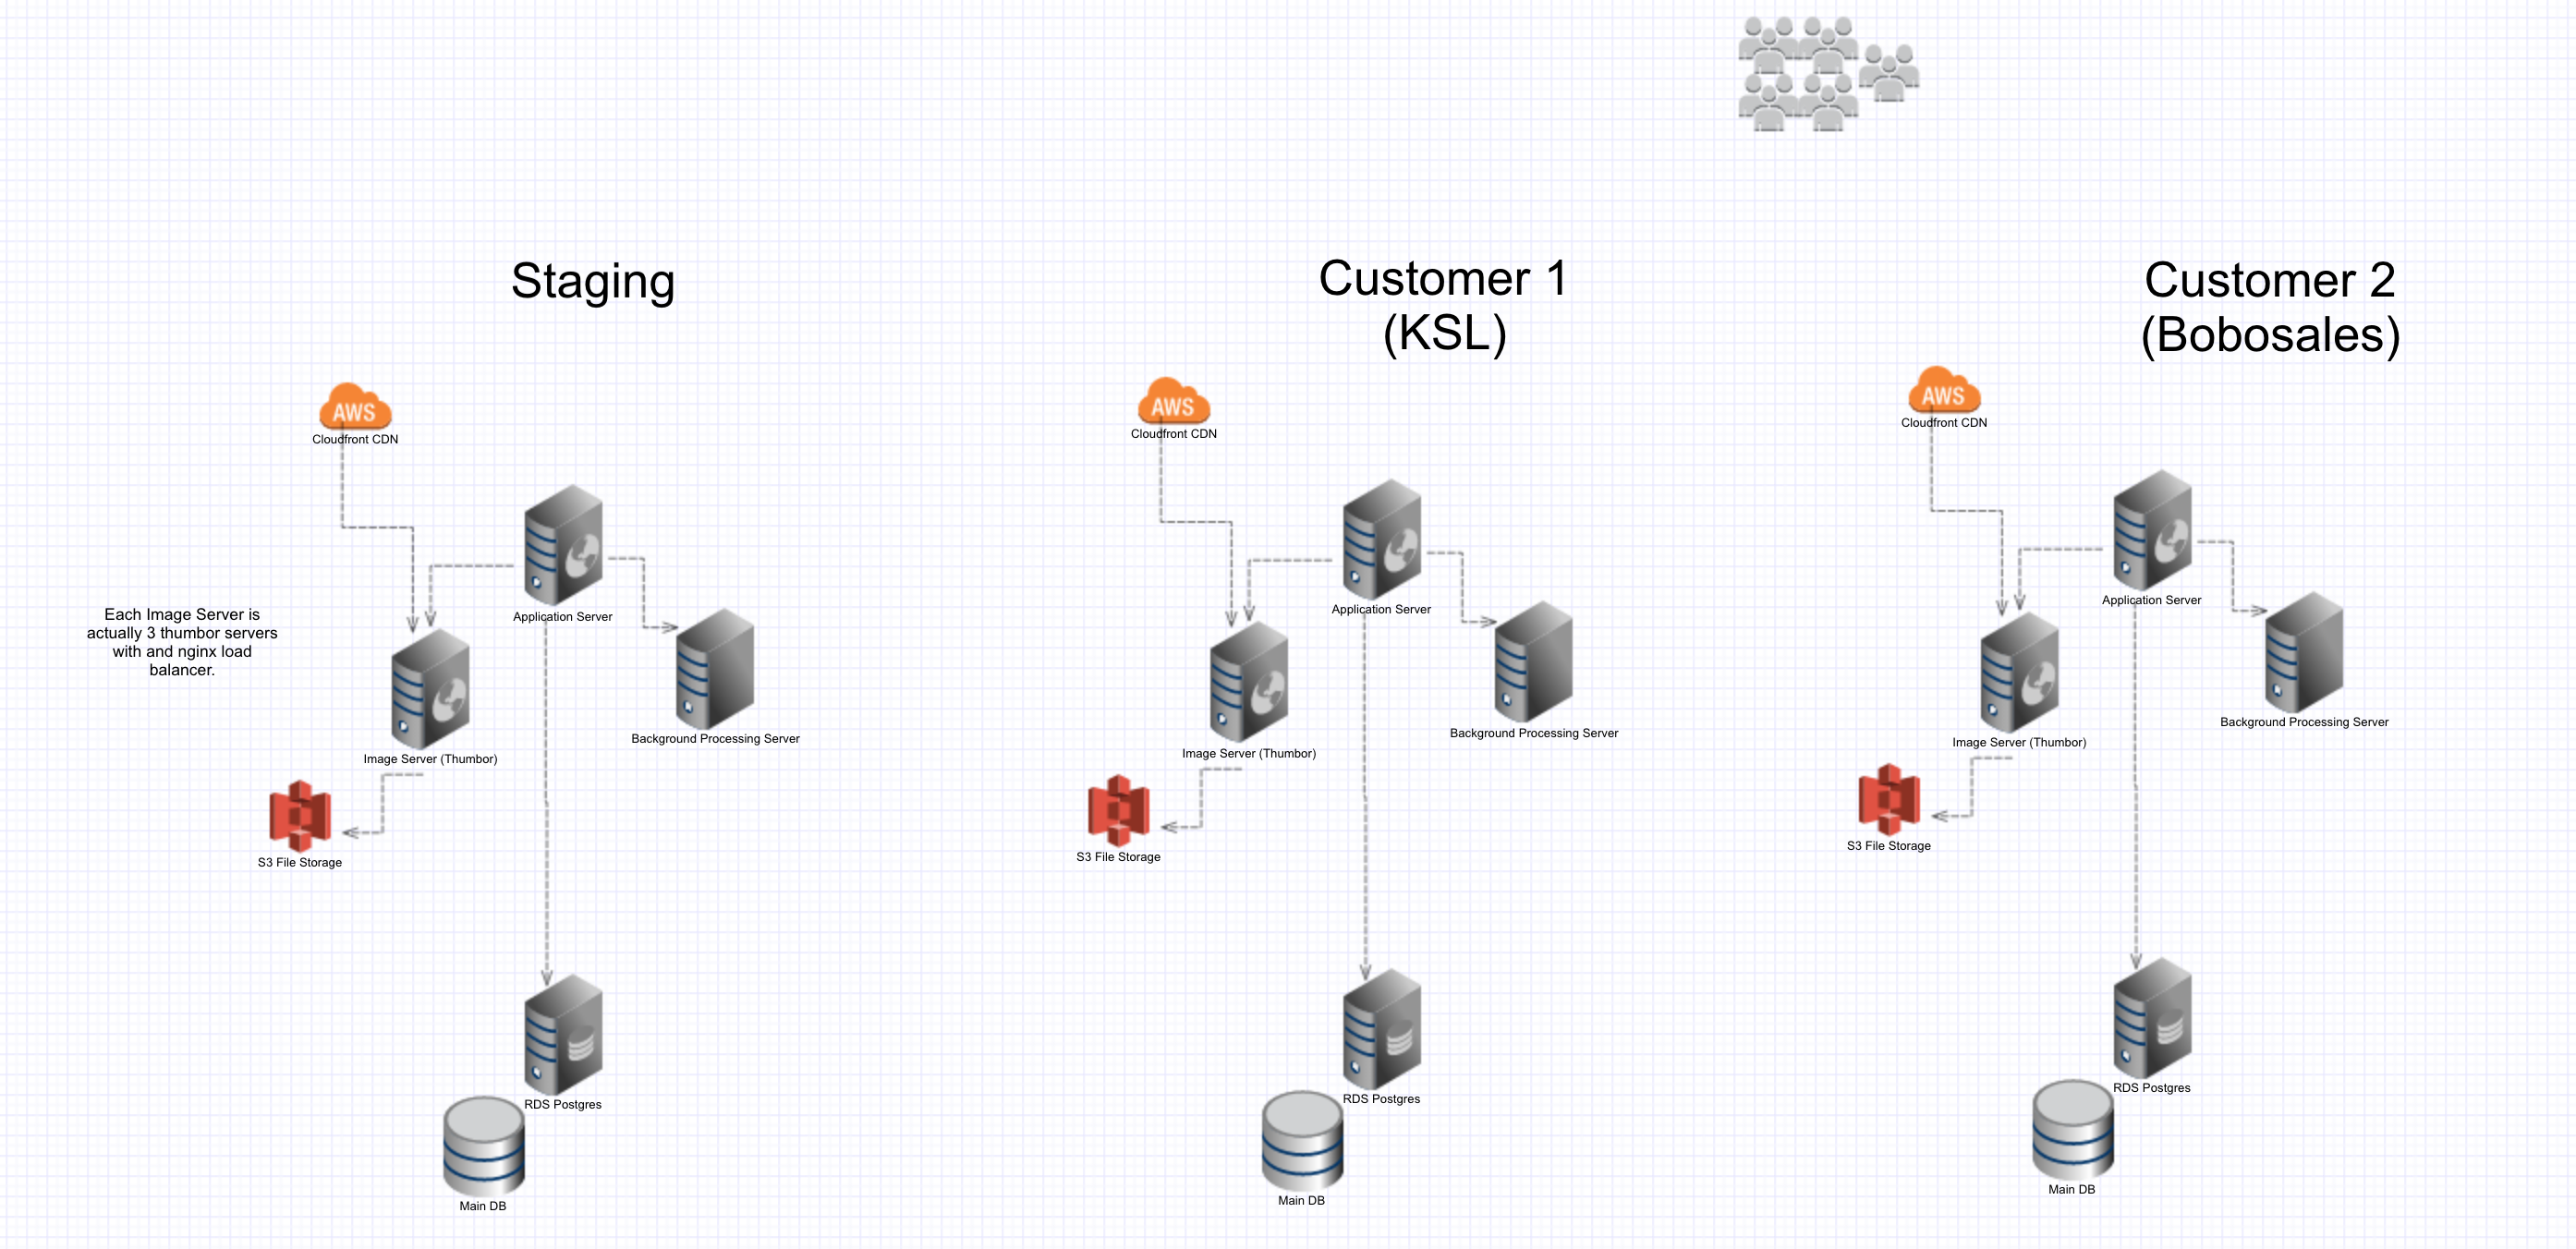 Staging
Customer 1
(KSL)
Customer 2
(Bobosales)
AWS
Cloudfront CDN
AWS
Cloudfront CDN
AWS
Cloudfront CDN
Each Image Server is
actually 3 thumbor servers
with and nginx load
balancer.
Application Server
Background Processing Server
Image Server (Thumbor)
S3 File Storage
RDS Postgres
Main DB
Application Server
Background Processing Server
Image Server (Thumbor)
S3 File Storage
RDS Postgres
Main DB
Application Server
Background Processing Server
Image Server (Thumbor)
S3 File Storage
RDS Postgres
Main DB